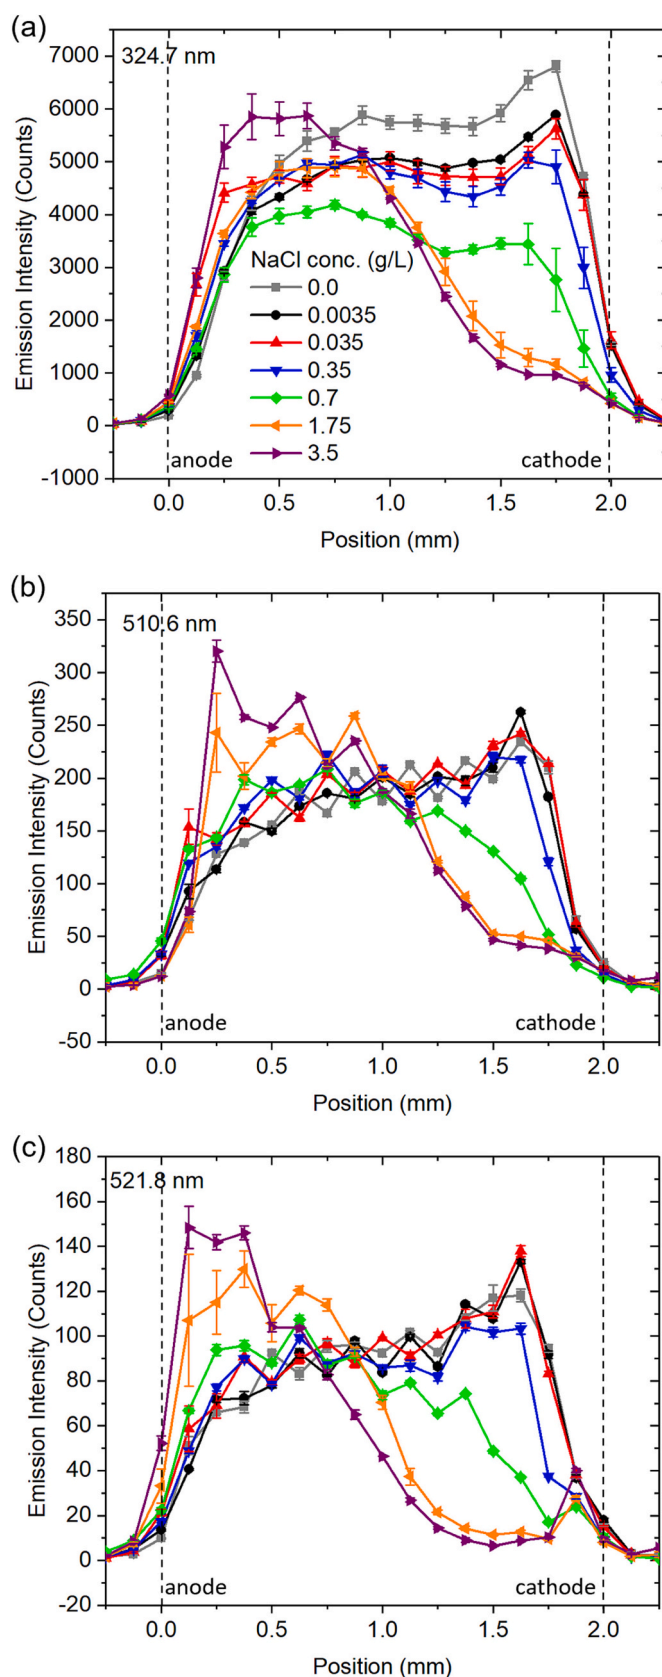 (a)
7000
324.7 nm
6000
5000
4000
3000
2000
1000
0
-1000
Emission Intensity (Counts)
NaCl conc. (g/L)
0.0
0.0035
0.035
0.35
0.7
1.75
3.5
anode
cathode
0.0 0.5 1.0 1.5 2.0
Position (mm)
(b)
350
510.6 nm
300
250
200
150
100
50
0
-50
Emission Intensity (Counts)
anode
cathode
0.0 0.5 1.0 1.5 2.0
Position (mm)
(c)
180
521.8 nm
160
140
120
100
80
60
40
20
0
-20
Emission Intensity (Counts)
anode
cathode
0.0 0.5 1.0 1.5 2.0
Position (mm)